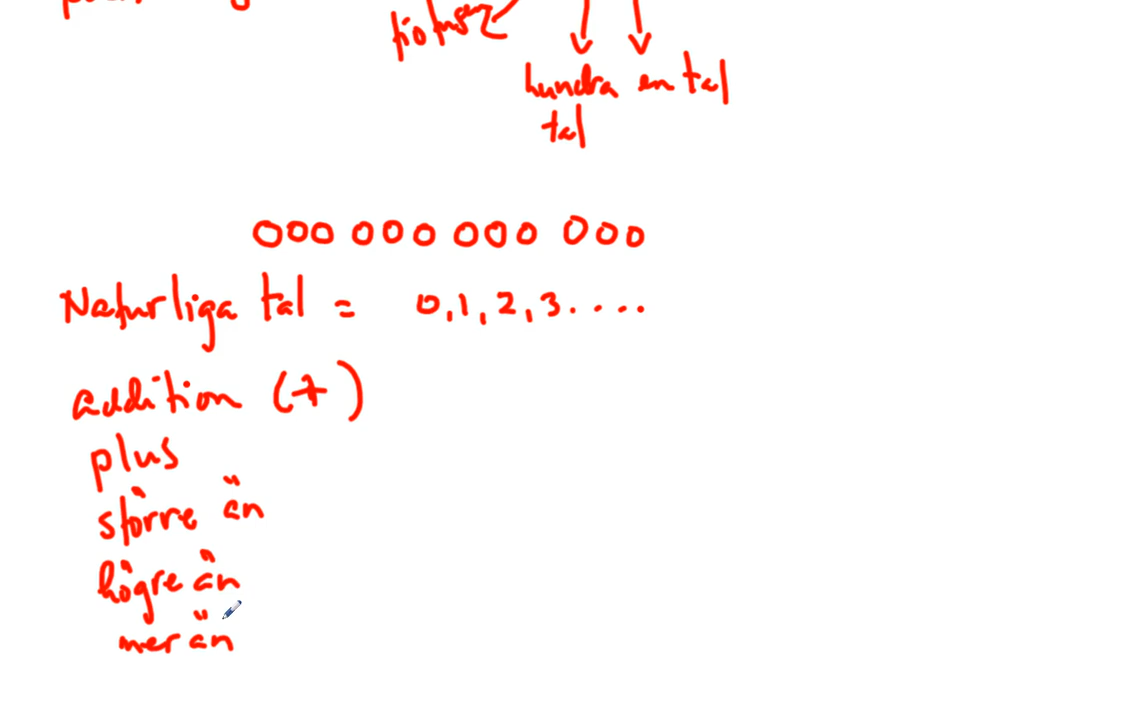 hundra en tal
tal
000 000 000 000
Naturliga tal = 0,1,2,3....
addition (+)
plus
större än
högre än
mer än